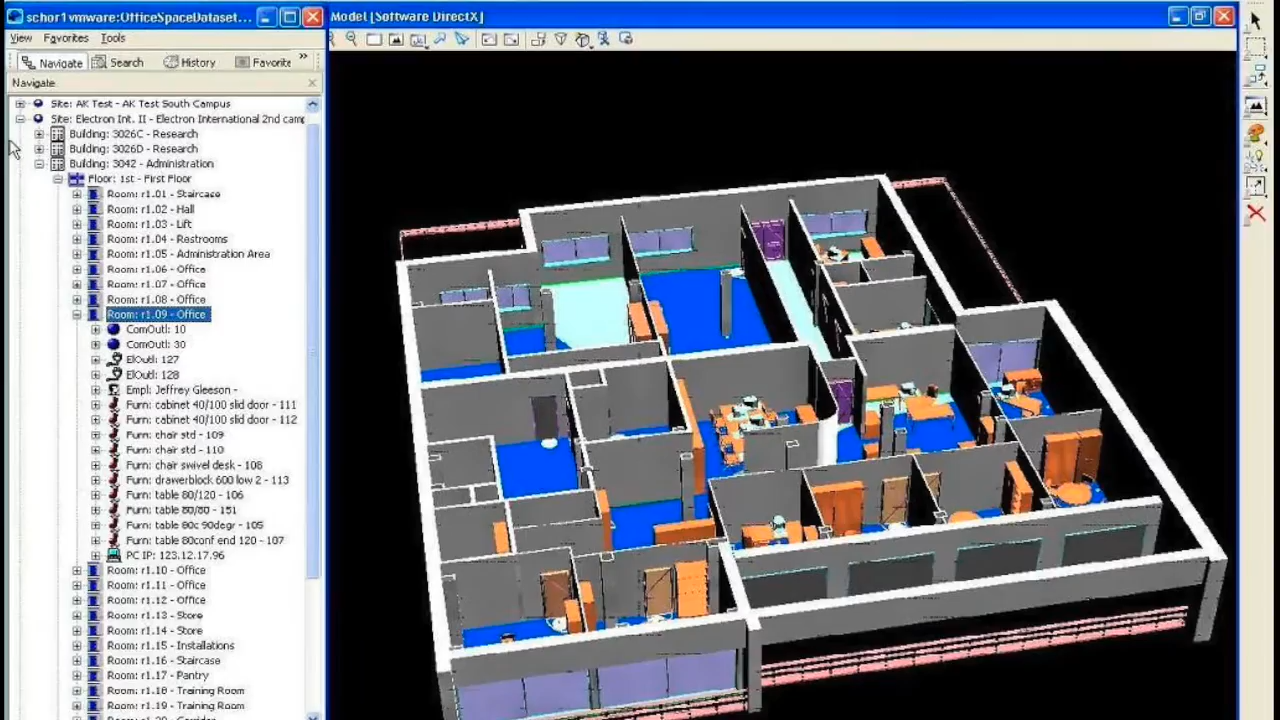 schor1vmware:OfficeSpaceDataset...
Model [Software DirectX]
View Favorites Tools
Navigate Search History Favorite »
Navigate
Site: AK Test - AK Test South Campus
Site: Electron Int. II - Electron International 2nd camp
Building: 3026C - Research
Building: 3026D - Research
Building: 3042 - Administration
Floor: 1st - First Floor
Room: r1.01 - Staircase
Room: r1.02 - Hall
Room: r1.03 - Lift
Room: r1.04 - Restrooms
Room: r1.05 - Administration Area
Room: r1.06 - Office
Room: r1.07 - Office
Room: r1.08 - Office
Room: r1.09 - Office
ComOutl: 10
ComOutl: 30
ElOutl: 127
ElOutl: 128
Empl: Jeffrey Gleeson -
Furn: cabinet 40/100 slid door - 111
Furn: cabinet 40/100 slid door - 112
Furn: chair std - 109
Furn: chair std - 110
Furn: chair swivel desk - 108
Furn: drawerblock 600 low 2 - 113
Furn: table 80/120 - 106
Furn: table 80/80 - 151
Furn: table 80c 90degr - 105
Furn: table 80conf end 120 - 107
PC IP: 123.12.17.96
Room: r1.10 - Office
Room: r1.11 - Office
Room: r1.12 - Office
Room: r1.13 - Store
Room: r1.14 - Store
Room: r1.15 - Installations
Room: r1.16 - Staircase
Room: r1.17 - Pantry
Room: r1.18 - Training Room
Room: r1.19 - Training Room